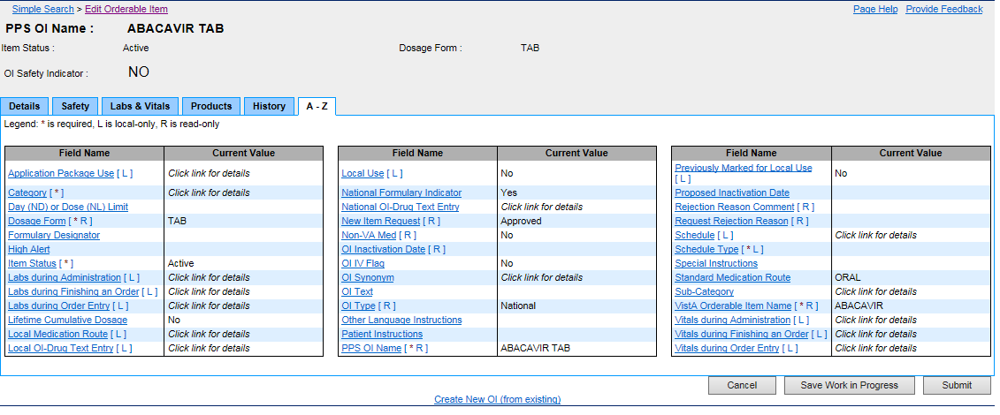 Simple Search > Edit Orderable Item
Page Help Provide Feedback
PPS OI Name : ABACAVIR TAB
Item Status : Active Dosage Form : TAB
OI Safety Indicator : NO
Details Safety Labs & Vitals Products History A - Z
Legend: * is required, L is local-only, R is read-only
Field Name Current Value
Application Package Use [ L ] Click link for details
Category [ * ] Click link for details
Day (ND) or Dose (NL) Limit
Dosage Form [ * R ] TAB
Formulary Designator
High Alert
Item Status [ * ] Active
Labs during Administration [ L ] Click link for details
Labs during Finishing an Order [ L ] Click link for details
Labs during Order Entry [ L ] Click link for details
Lifetime Cumulative Dosage No
Local Medication Route [ L ] Click link for details
Local OI-Drug Text Entry [ L ] Click link for details
Field Name Current Value
Local Use [ L ] No
National Formulary Indicator Yes
National OI-Drug Text Entry Click link for details
New Item Request [ R ] Approved
Non-VA Med [ R ] No
OI Inactivation Date [ R ]
OI IV Flag No
OI Synonym Click link for details
OI Text
OI Type [ R ] National
Other Language Instructions
Patient Instructions
PPS OI Name [ * R ] ABACAVIR TAB
Field Name Current Value
Previously Marked for Local Use
[ L ] No
Proposed Inactivation Date
Rejection Reason Comment [ R ]
Request Rejection Reason [ R ]
Schedule [ L ] Click link for details
Schedule Type [ * L ]
Special Instructions
Standard Medication Route ORAL
Sub-Category Click link for details
VistA Orderable Item Name [ * R ] ABACAVIR
Vitals during Administration [ L ] Click link for details
Vitals during Finishing an Order [ L ] Click link for details
Vitals during Order Entry [ L ] Click link for details
Cancel Save Work in Progress Submit
Create New OI (from existing)